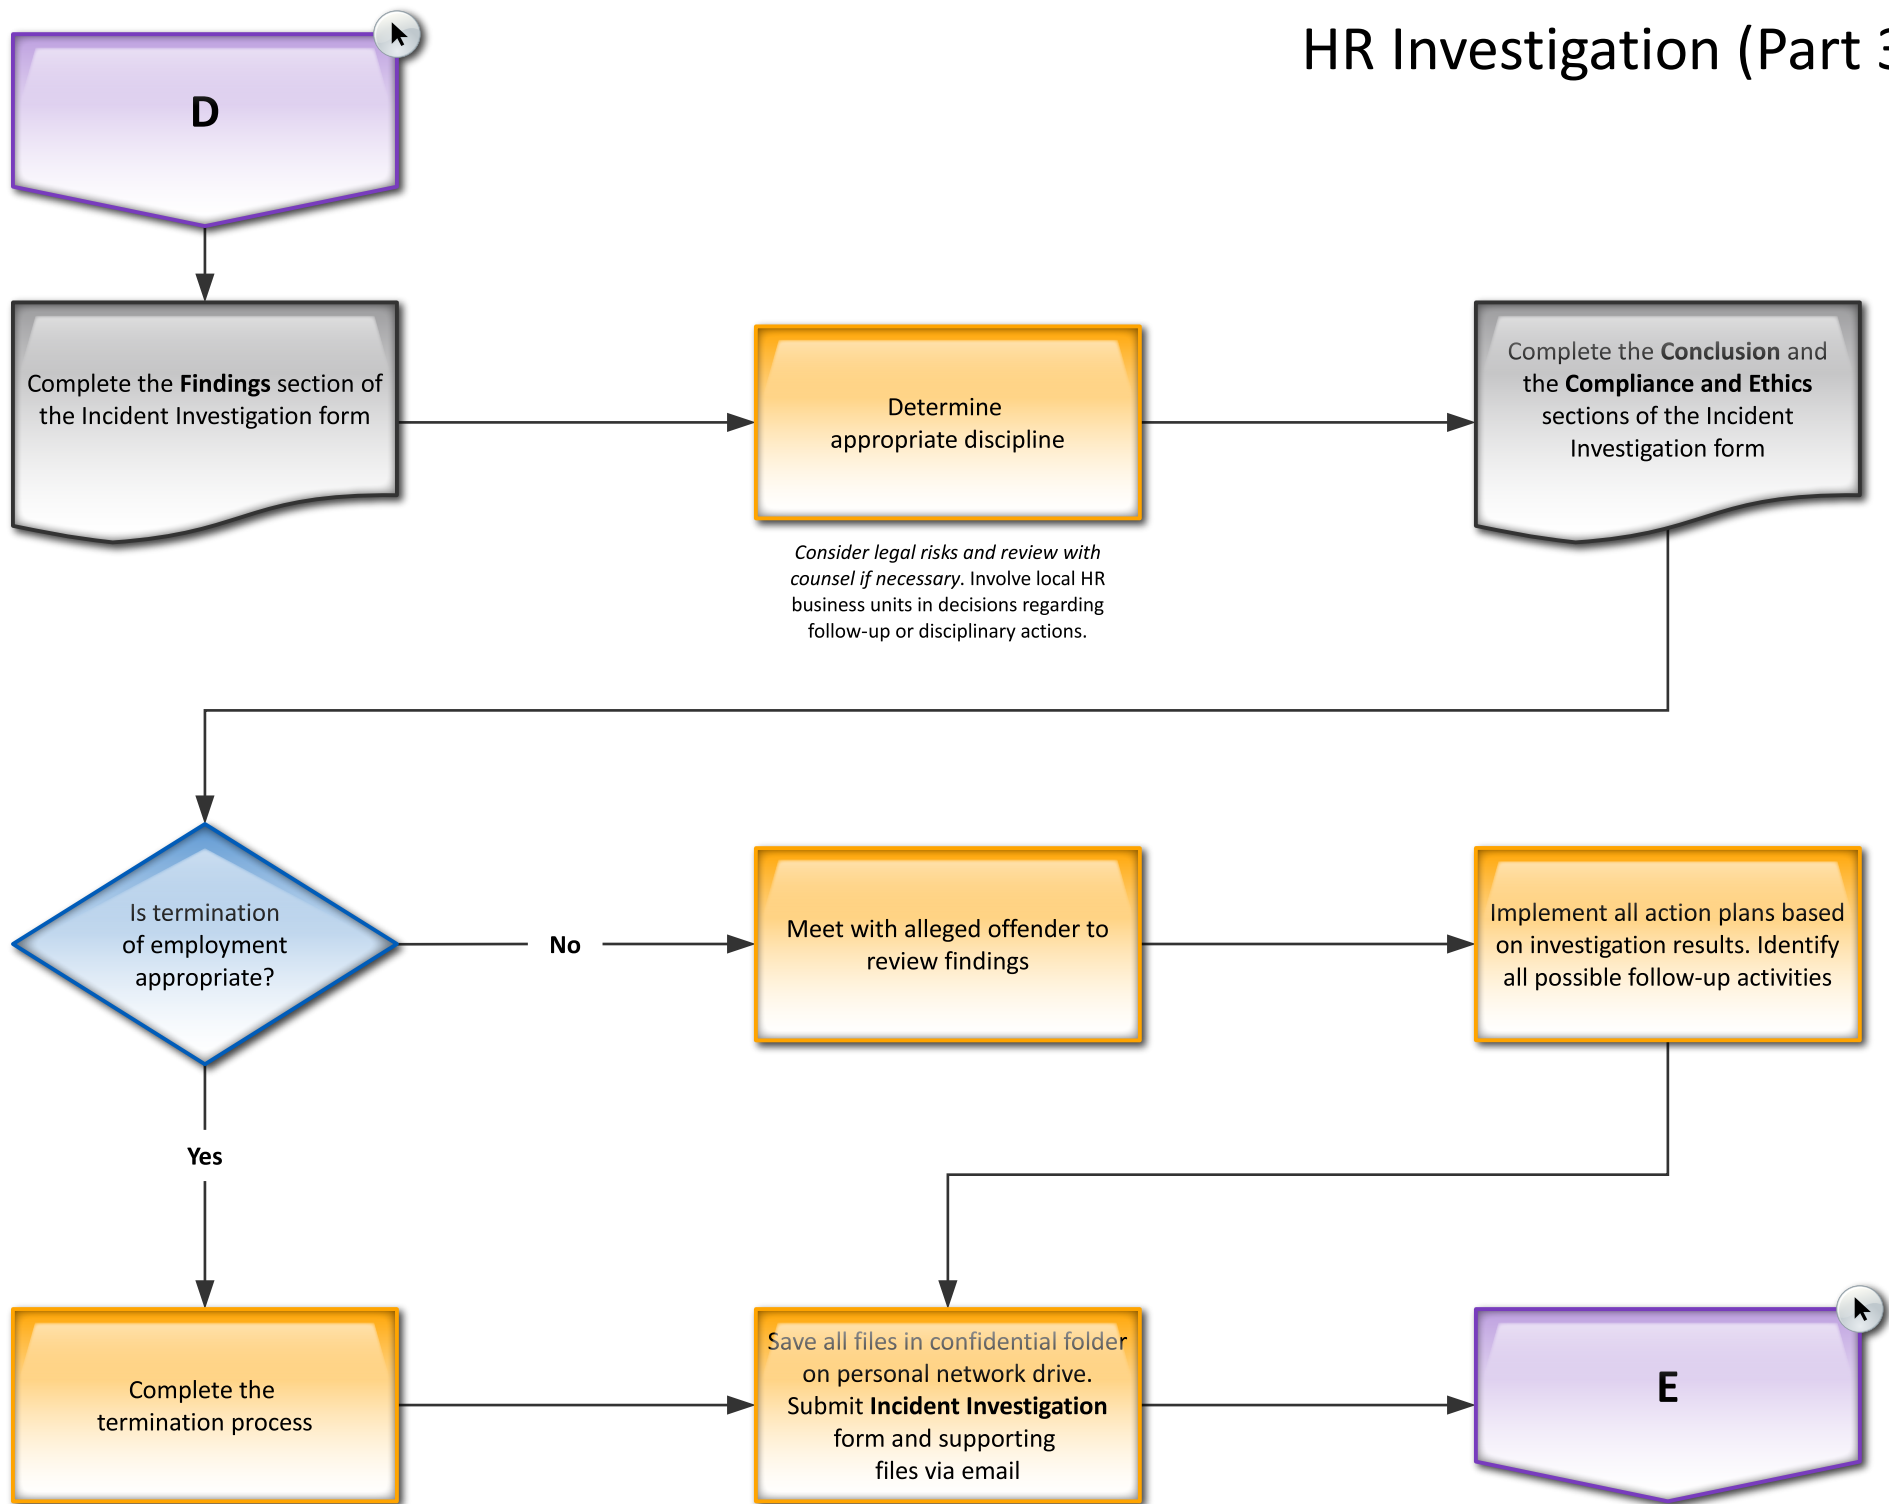 HR Investigation (Part 3
D
Complete the Findings section of
the Incident Investigation form
Determine
appropriate discipline
Consider legal risks and review with
counsel if necessary. Involve local HR
business units in decisions regarding
follow-up or disciplinary actions.
Complete the Conclusion and
the Compliance and Ethics
sections of the Incident
Investigation form
Is termination
of employment
appropriate?
No
Meet with alleged offender to
review findings
Implement all action plans based
on investigation results. Identify
all possible follow-up activities
Yes
Complete the
termination process
Save all files in confidential folder
on personal network drive.
Submit Incident Investigation
form and supporting
files via email
E